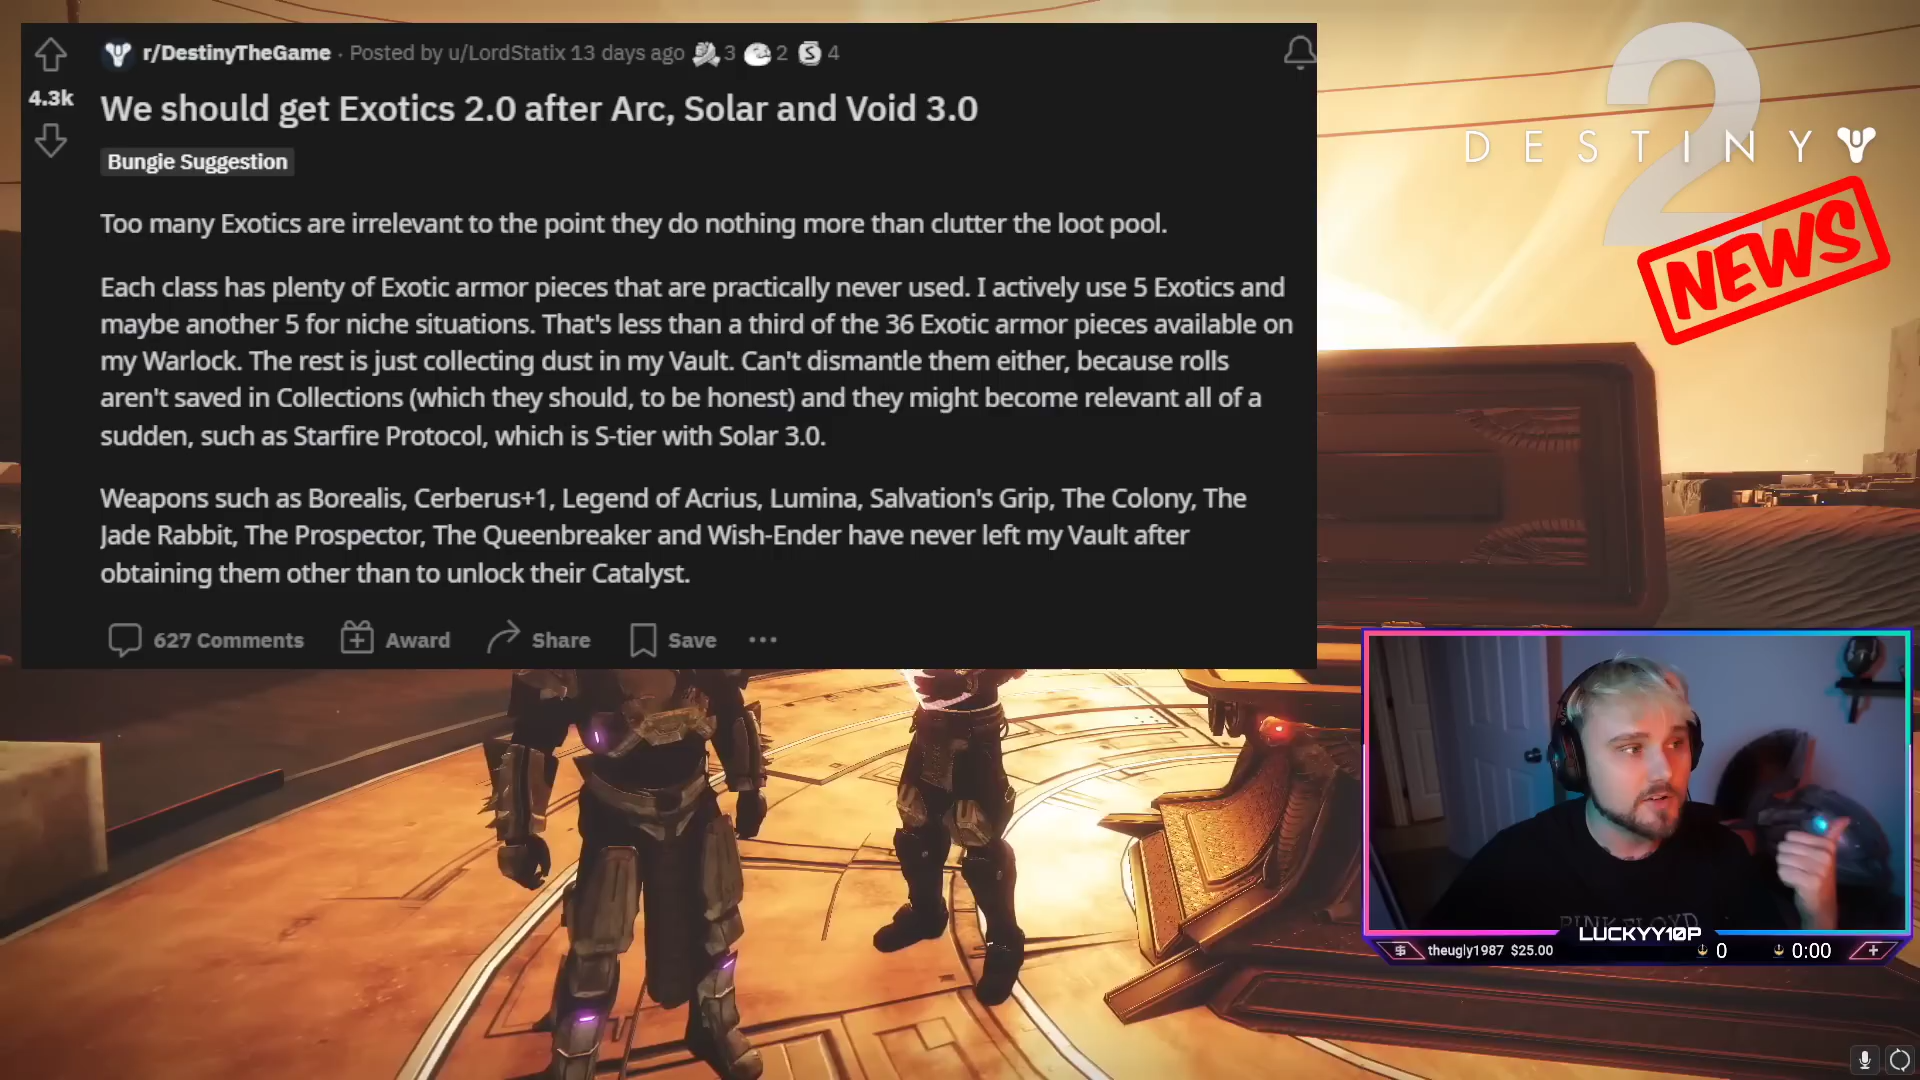 r/DestinyTheGame · Posted by u/LordStatix 13 days ago 3 2 4
4.3k
We should get Exotics 2.0 after Arc, Solar and Void 3.0
Bungie Suggestion
Too many Exotics are irrelevant to the point they do nothing more than clutter the loot pool.
Each class has plenty of Exotic armor pieces that are practically never used. I actively use 5 Exotics and
maybe another 5 for niche situations. That's less than a third of the 36 Exotic armor pieces available on
my Warlock. The rest is just collecting dust in my Vault. Can't dismantle them either, because rolls
aren't saved in Collections (which they should, to be honest) and they might become relevant all of a
sudden, such as Starfire Protocol, which is S-tier with Solar 3.0.
Weapons such as Borealis, Cerberus+1, Legend of Acrius, Lumina, Salvation's Grip, The Colony, The
Jade Rabbit, The Prospector, The Queenbreaker and Wish-Ender have never left my Vault after
obtaining them other than to unlock their Catalyst.
627 Comments Award Share Save
2
DESTINY
NEWS
PINK FLOYD
LUCKYY10P
theugly1987 $25.00 0 0:00